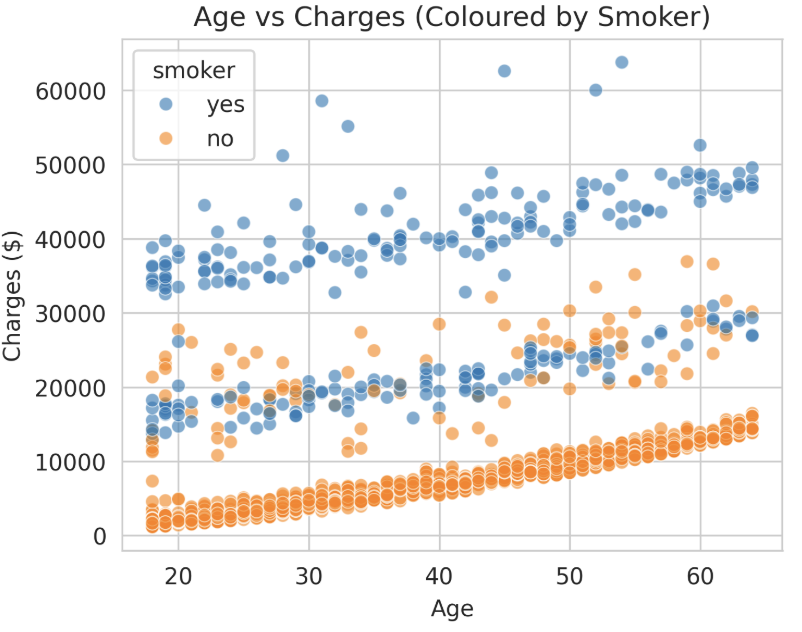 Age vs Charges (Coloured by Smoker)
smoker
yes
no
60000
50000
40000
30000
20000
10000
0
Charges ($)
20 30 40 50 60
Age